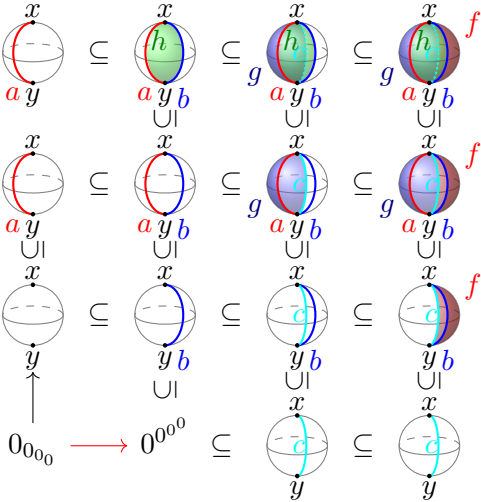 x x x x f
h h c h c
⊆ ⊆ ⊆
g g
a y a y b a y b a y b
∪| ∪| ∪|
x x x x f
c c
⊆ ⊆ ⊆
g g
a y a y b a y b a y b
∪| ∪| ∪| ∪|
x x x x f
⊆ ⊆ c ⊆ c
y y b y b y b
∪| ∪| ∪|
x x
0_{0_{0_0}} → 0^{0^{0^0}} ⊆ c ⊆ c
y y